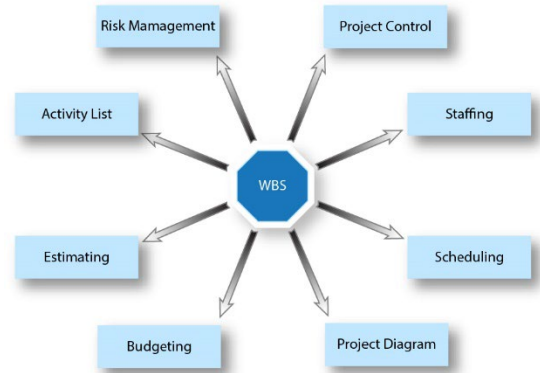 Risk Mamagement
Project Control
Activity List
Staffing
WBS
Estimating
Scheduling
Budgeting
Project Diagram